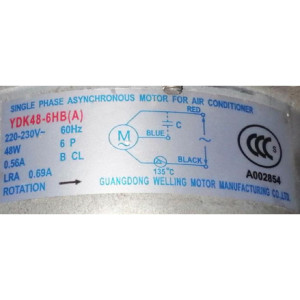 SINGLE PHASE ASYNCHRONOUS MOTOR FOR AIR CONDITIONER
YDK48-6HB(A)
220-230V~ 60Hz
48W 6 P
0.56A B CL
LRA 0.69A
ROTATION →
RED
C
BLUE
M
BLACK
135°C
CCC
A002854
GUANGDONG WELLING MOTOR MANUFACTURING CO.,LTD.